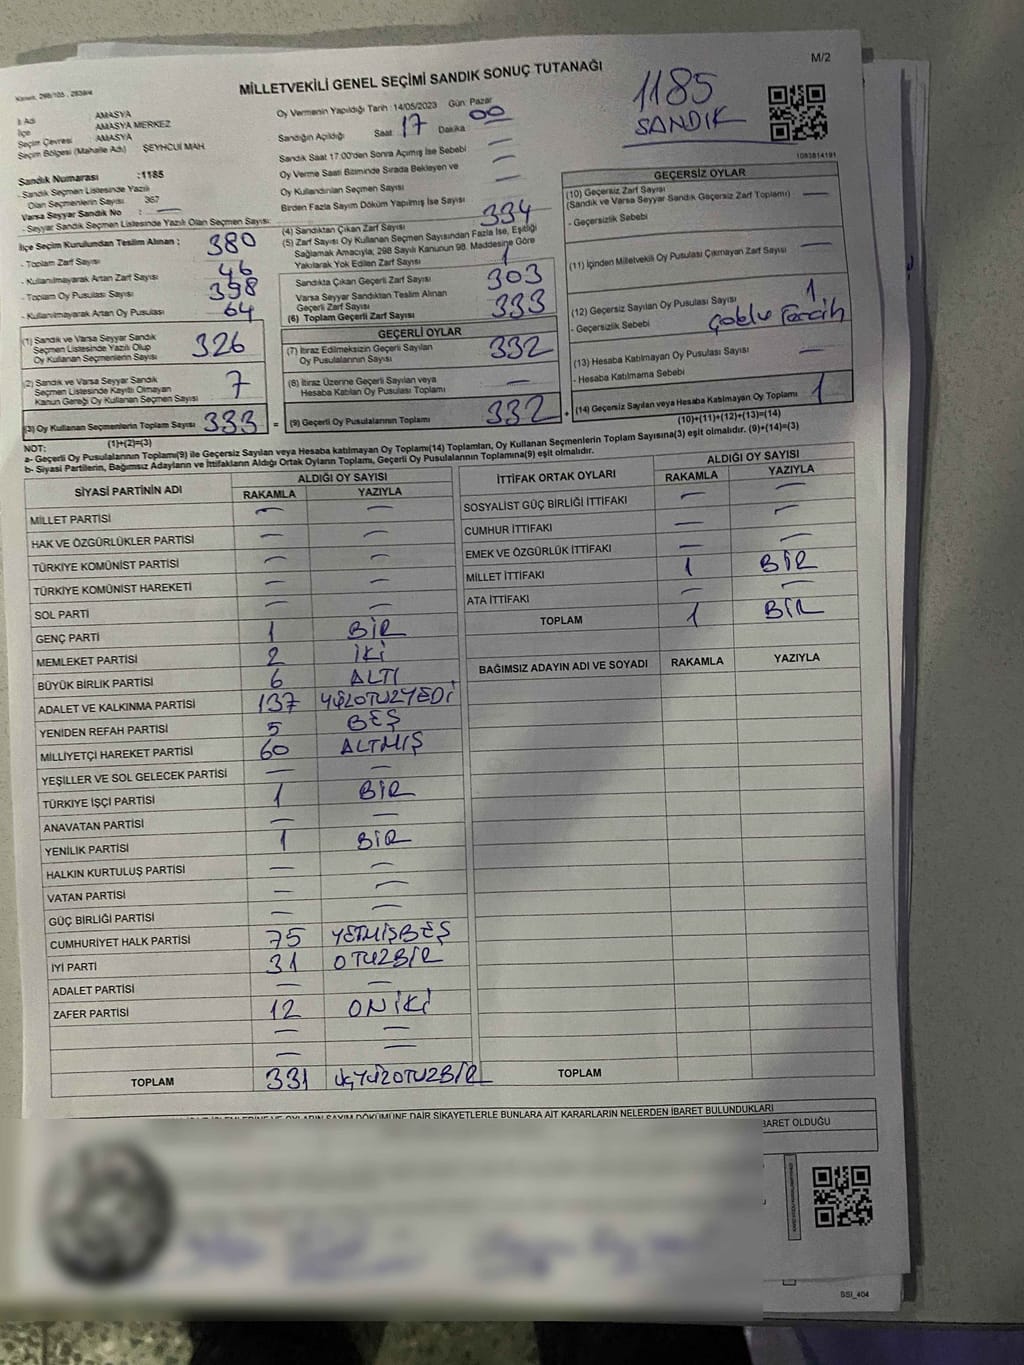 M/2
MİLLETVEKİLİ GENEL SEÇİMİ SANDIK SONUÇ TUTANAĞI
1185
SANDIK
İl Adı : AMASYA
İlçe : AMASYA MERKEZ
Seçim Çevresi : AMASYA
Seçim Bölgesi (Mahalle Adı) ŞEYHCUİ MAH
Sandık Numarası :1185
- Sandık Seçmen Listesinde Yazılı
Olan Seçmenlerin Sayısı 367
Varsa Seyyar Sandık No : —
- Seyyar Sandık Seçmen Listesinde Yazılı Olan Seçmen Sayısı:
Oy Vermenin Yapıldığı Tarih : 14/05/2023 Gün Pazar
Sandığın Açıldığı Saat 17 Dakika 00
Sandık Saat 17:00'den Sonra Açımış İse Sebebi —
Oy Verme Saati Bitiminde Sırada Bekleyen ve —
Oy Kullandırılan Seçmen Sayısı —
Birden Fazla Sayım Döküm Yapılmış İse Sayısı
1083814191
İlçe Seçim Kurulundan Teslim Alınan :
- Toplam Zarf Sayısı 380
- Kullanılmayarak Artan Zarf Sayısı 46
- Toplam Oy Pusulası Sayısı
- Kullanılmayarak Artan Oy Pusulası 64
(1) Sandık ve Varsa Seyyar Sandık
Seçmen Listesinde Yazılı Olup
Oy Kullanan Seçmenlerin Sayısı 326
(2) Sandık ve Varsa Seyyar Sandık
Seçmen Listesinde Kayıtlı Olmayan
Kanun Gereği Oy Kullanan Seçmen Sayısı 7
(3) Oy Kullanan Seçmenlerin Toplam Sayısı 333
(1)+(2)=(3)
(4) Sandıktan Çıkan Zarf Sayısı 334
(5) Zarf Sayısı Oy Kullanan Seçmen Sayısından Fazla İse, Eşitliği
Sağlamak Amacıyla; 298 Sayılı Kanunun 98. Maddesine Göre
Yakılarak Yok Edilen Zarf Sayısı 1
Sandıkta Çıkan Geçerli Zarf Sayısı 303
Varsa Seyyar Sandıktan Teslim Alınan
Geçerli Zarf Sayısı
(6) Toplam Geçerli Zarf Sayısı 333
GEÇERLİ OYLAR
(7) İtiraz Edilmeksizin Geçerli Sayılan
Oy Pusulalarının Sayısı 332
(8) İtiraz Üzerine Geçerli Sayılan veya
Hesaba Katılan Oy Pusulası Toplamı —
= (9) Geçerli Oy Pusulalarının Toplamı 332 +
GEÇERSİZ OYLAR
(10) Geçersiz Zarf Sayısı —
(Sandık ve Varsa Seyyar Sandık Geçersiz Zarf Toplamı)
- Geçersizlik Sebebi
(11) İçinden Milletvekili Oy Pusulası Çıkmayan Zarf Sayısı —
(12) Geçersiz Sayılan Oy Pusulası Sayısı 1
- Geçersizlik Sebebi
(13) Hesaba Katılmayan Oy Pusulası Sayısı —
- Hesaba Katılmama Sebebi
(14) Geçersiz Sayılan veya Hesaba Katılmayan Oy Toplamı 1
(10)+(11)+(12)+(13)=(14)
NOT:
a- Geçerli Oy Pusulalarının Toplamı(9) ile Geçersiz Sayılan veya Hesaba katılmayan Oy Toplamı(14) Toplamları, Oy Kullanan Seçmenlerin Toplam Sayısına(3) eşit olmalıdır. (9)+(14)=(3)
b- Siyasi Partilerin, Bağımsız Adayların ve İttifakların Aldığı Ortak Oyların Toplamı, Geçerli Oy Pusulalarının Toplamına(9) eşit olmalıdır.
SİYASİ PARTİNİN ADI ALDIĞI OY SAYISI
RAKAMLA YAZIYLA
MİLLET PARTİSİ — —
HAK VE ÖZGÜRLÜKLER PARTİSİ — —
TÜRKİYE KOMÜNİST PARTİSİ — —
TÜRKİYE KOMÜNİST HAREKETİ — —
SOL PARTİ — —
GENÇ PARTİ 1 BİR
MEMLEKET PARTİSİ 2 İKİ
BÜYÜK BİRLİK PARTİSİ 6 ALTI
ADALET VE KALKINMA PARTİSİ 137 YÜZOTUZYEDİ
YENİDEN REFAH PARTİSİ 5 BEŞ
MİLLİYETÇİ HAREKET PARTİSİ 60 ALTMIŞ
YEŞİLLER VE SOL GELECEK PARTİSİ — —
TÜRKİYE İŞÇİ PARTİSİ 1 BİR
ANAVATAN PARTİSİ — —
YENİLİK PARTİSİ 1 BİR
HALKIN KURTULUŞ PARTİSİ — —
VATAN PARTİSİ — —
GÜÇ BİRLİĞİ PARTİSİ — —
CUMHURİYET HALK PARTİSİ 75 YETMİŞBEŞ
İYİ PARTİ 31 OTUZBİR
ADALET PARTİSİ — —
ZAFER PARTİSİ 12 ONİKİ
— —
— —
TOPLAM 331 ÜÇYÜZOTUZBİR
İTTİFAK ORTAK OYLARI ALDIĞI OY SAYISI
RAKAMLA YAZIYLA
SOSYALİST GÜÇ BİRLİĞİ İTTİFAKI — —
CUMHUR İTTİFAKI — —
EMEK VE ÖZGÜRLÜK İTTİFAKI — —
MİLLET İTTİFAKI 1 BİR
ATA İTTİFAKI — —
TOPLAM 1 BİR
BAĞIMSIZ ADAYIN ADI VE SOYADI RAKAMLA YAZIYLA
TOPLAM
OYLARIN SAYIM DÖKÜMÜNE DAİR ŞİKAYETLERLE BUNLARA AİT KARARLARIN NELERDEN İBARET BULUNDUKLARI
BARET OLDUĞU
SSİ_404